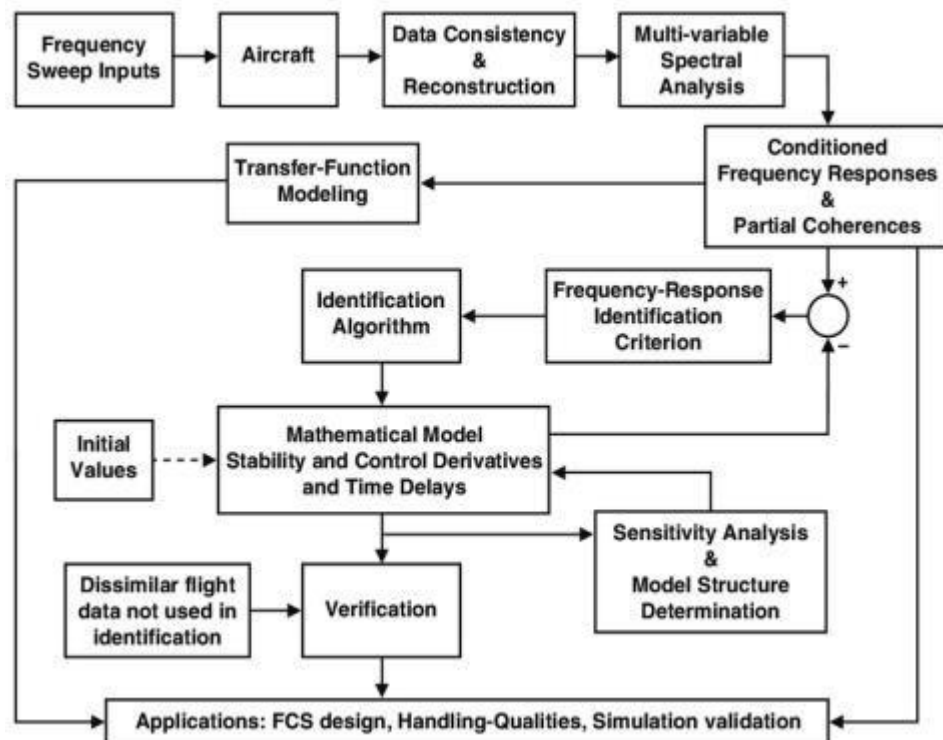 Frequency
Sweep Inputs
Aircraft
Data Consistency
&
Reconstruction
Multi-variable
Spectral
Analysis
Transfer-Function
Modeling
Conditioned
Frequency Responses
&
Partial Coherences
+
Identification
Algorithm
Frequency-Response
Identification
Criterion
–
Initial
Values
Mathematical Model
Stability and Control Derivatives
and Time Delays
Sensitivity Analysis
&
Model Structure
Determination
Dissimilar flight
data not used in
identification
Verification
Applications: FCS design, Handling-Qualities, Simulation validation